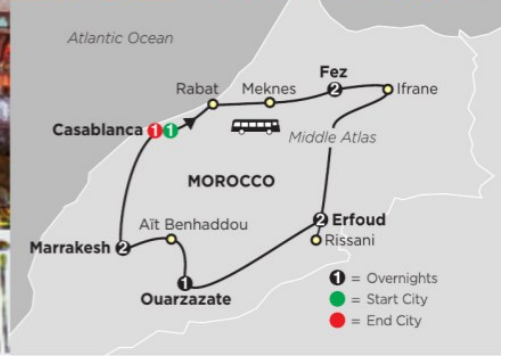 Atlantic Ocean
Fez
2
Rabat
Meknes
Ifrane
Casablanca 1 1
Middle Atlas
MOROCCO
Aït Benhaddou
2 Erfoud
Marrakesh 2
Rissani
1
Ouarzazate
1 = Overnights
= Start City
= End City